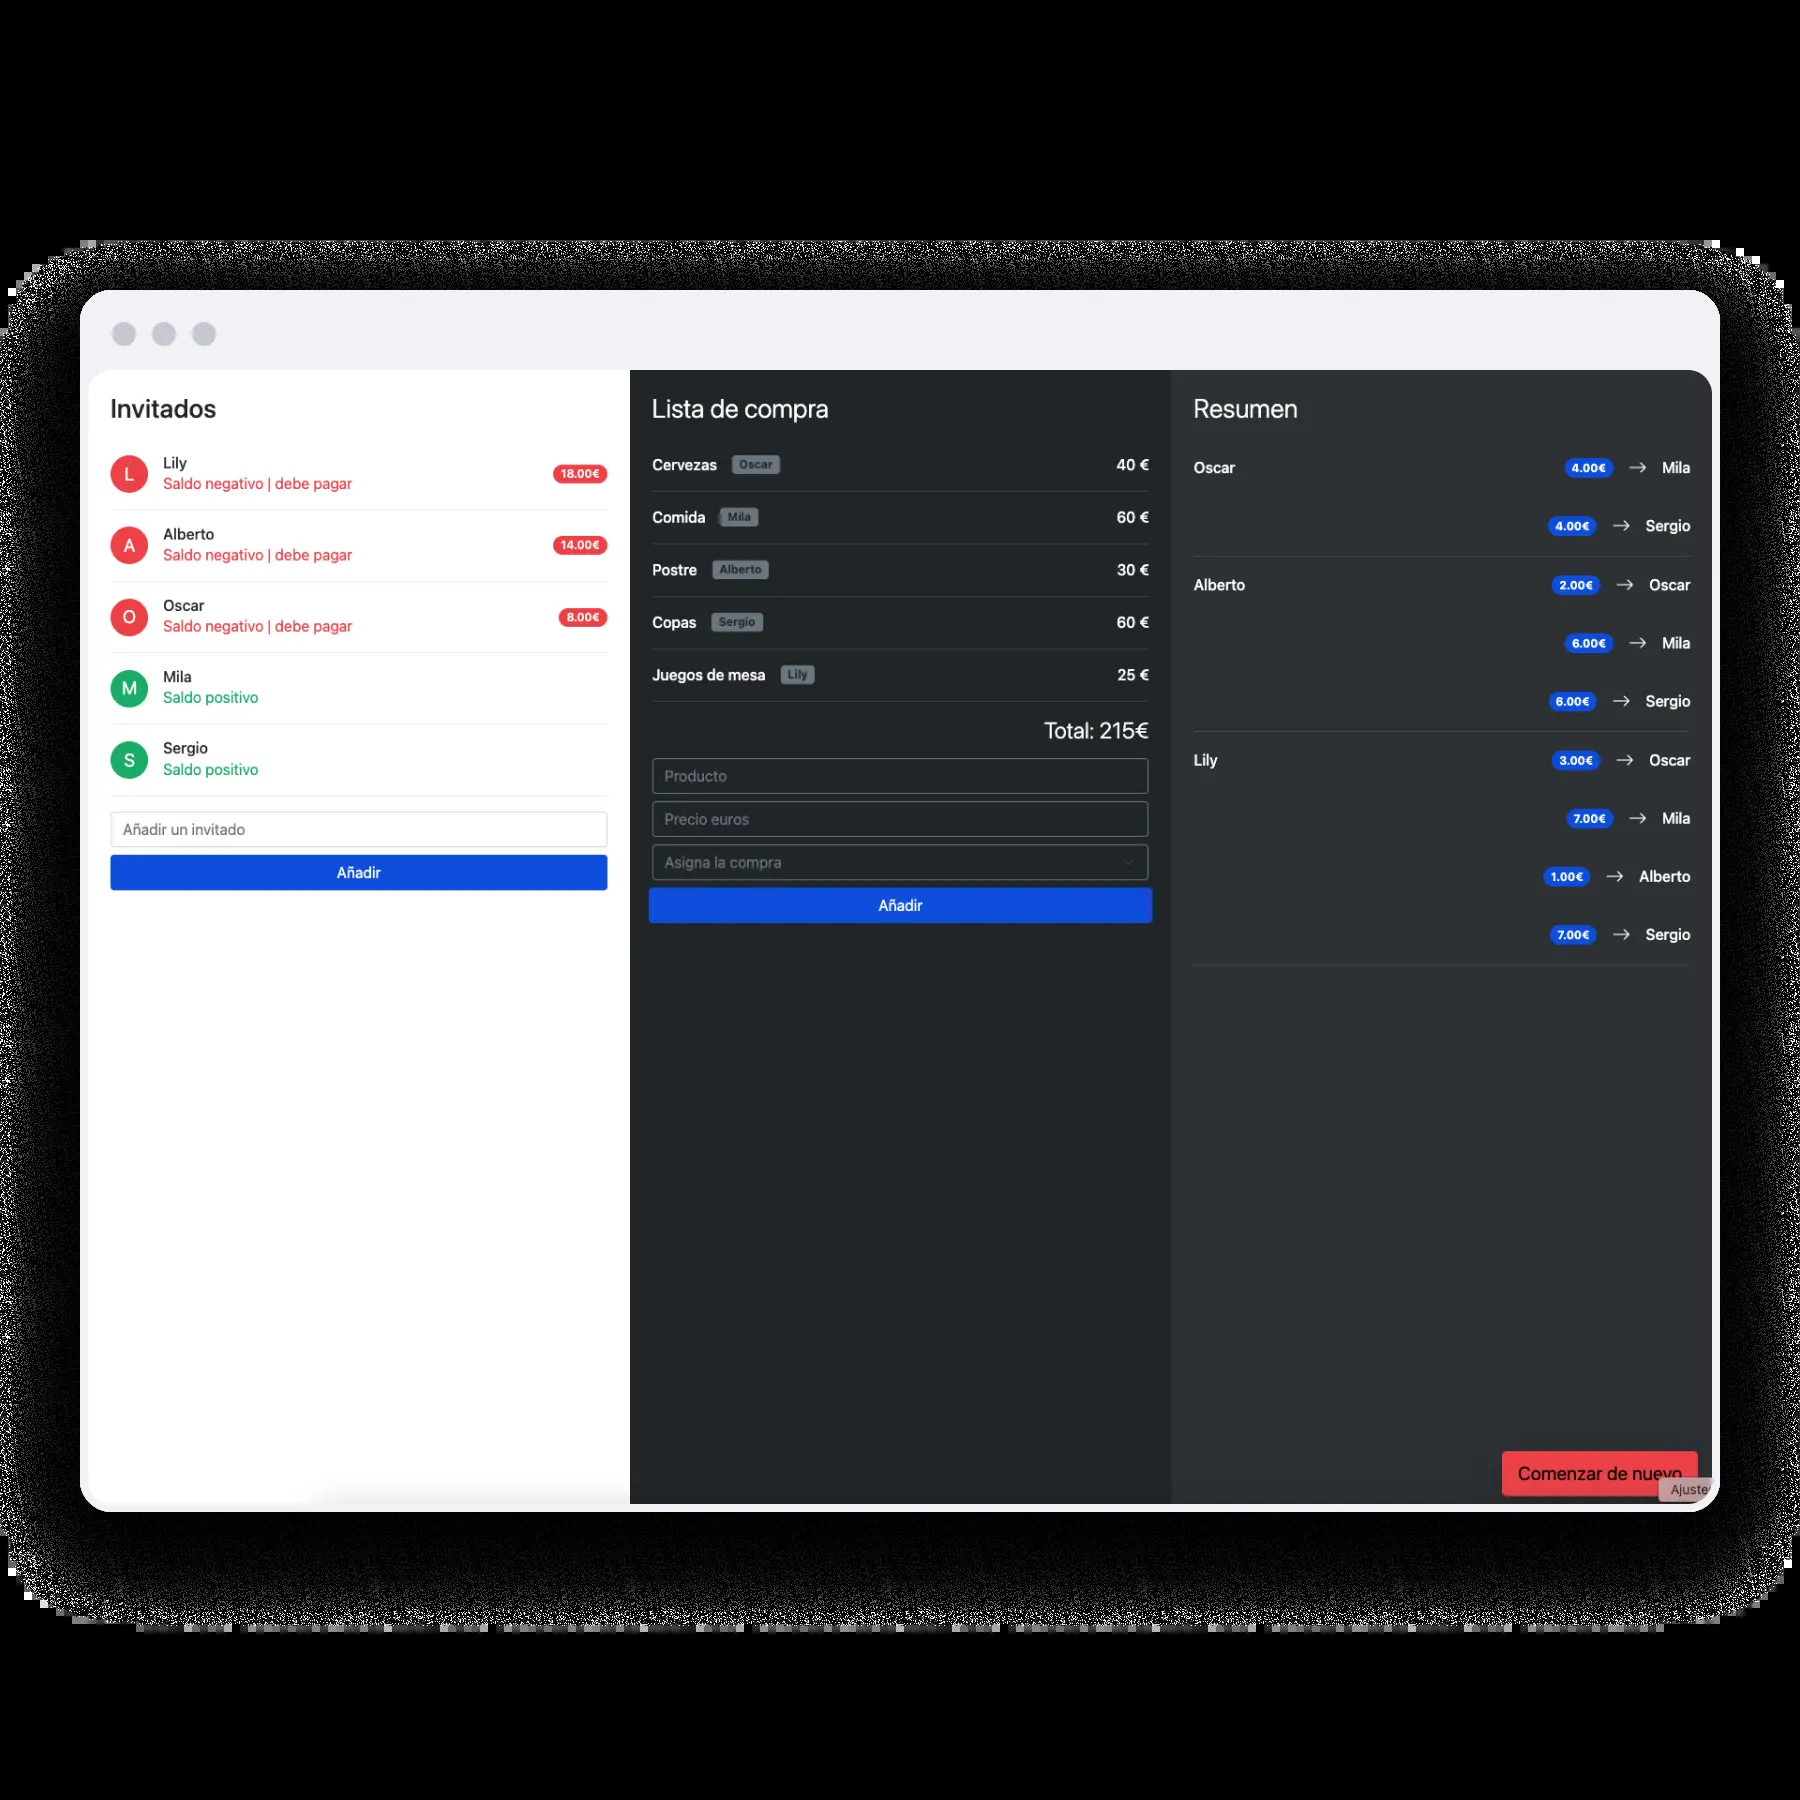 Invitados
L
Lily
Saldo negativo | debe pagar
18.00€
A
Alberto
Saldo negativo | debe pagar
14.00€
O
Oscar
Saldo negativo | debe pagar
8.00€
M
Mila
Saldo positivo
S
Sergio
Saldo positivo
Añadir un invitado
Añadir
Lista de compra
Cervezas Oscar 40 €
Comida Mila 60 €
Postre Alberto 30 €
Copas Sergio 60 €
Juegos de mesa Lily 25 €
Total: 215€
Producto
Precio euros
Asigna la compra
Añadir
Resumen
Oscar 4.00€ → Mila
4.00€ → Sergio
Alberto 2.00€ → Oscar
6.00€ → Mila
6.00€ → Sergio
Lily 3.00€ → Oscar
7.00€ → Mila
1.00€ → Alberto
7.00€ → Sergio
Comenzar de nuevo
Ajuste